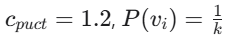 $c_{puct} = 1.2, P(v_i) = \frac{1}{k}$